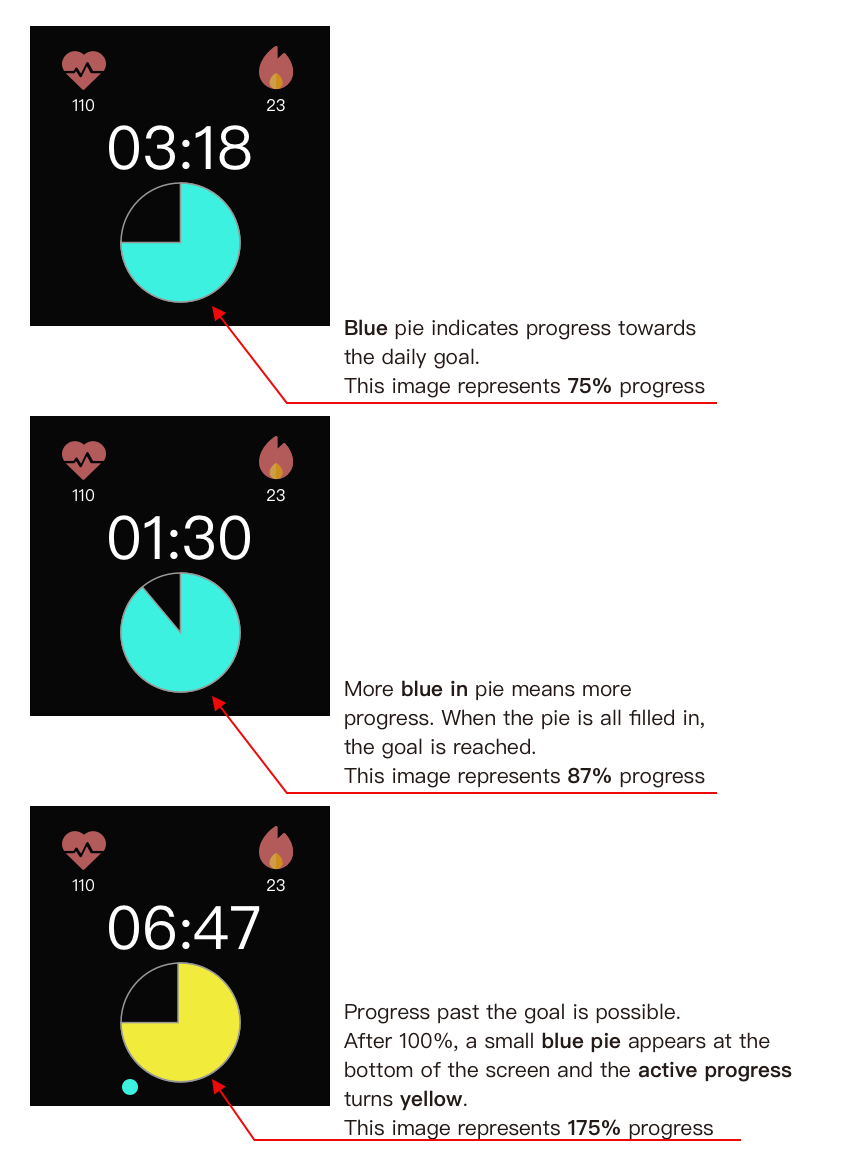 110
23
03:18
Blue pie indicates progress towards
the daily goal.
This image represents 75% progress
110
23
01:30
More blue in pie means more
progress. When the pie is all filled in,
the goal is reached.
This image represents 87% progress
110
23
06:47
Progress past the goal is possible.
After 100%, a small blue pie appears at the
bottom of the screen and the active progress
turns yellow.
This image represents 175% progress